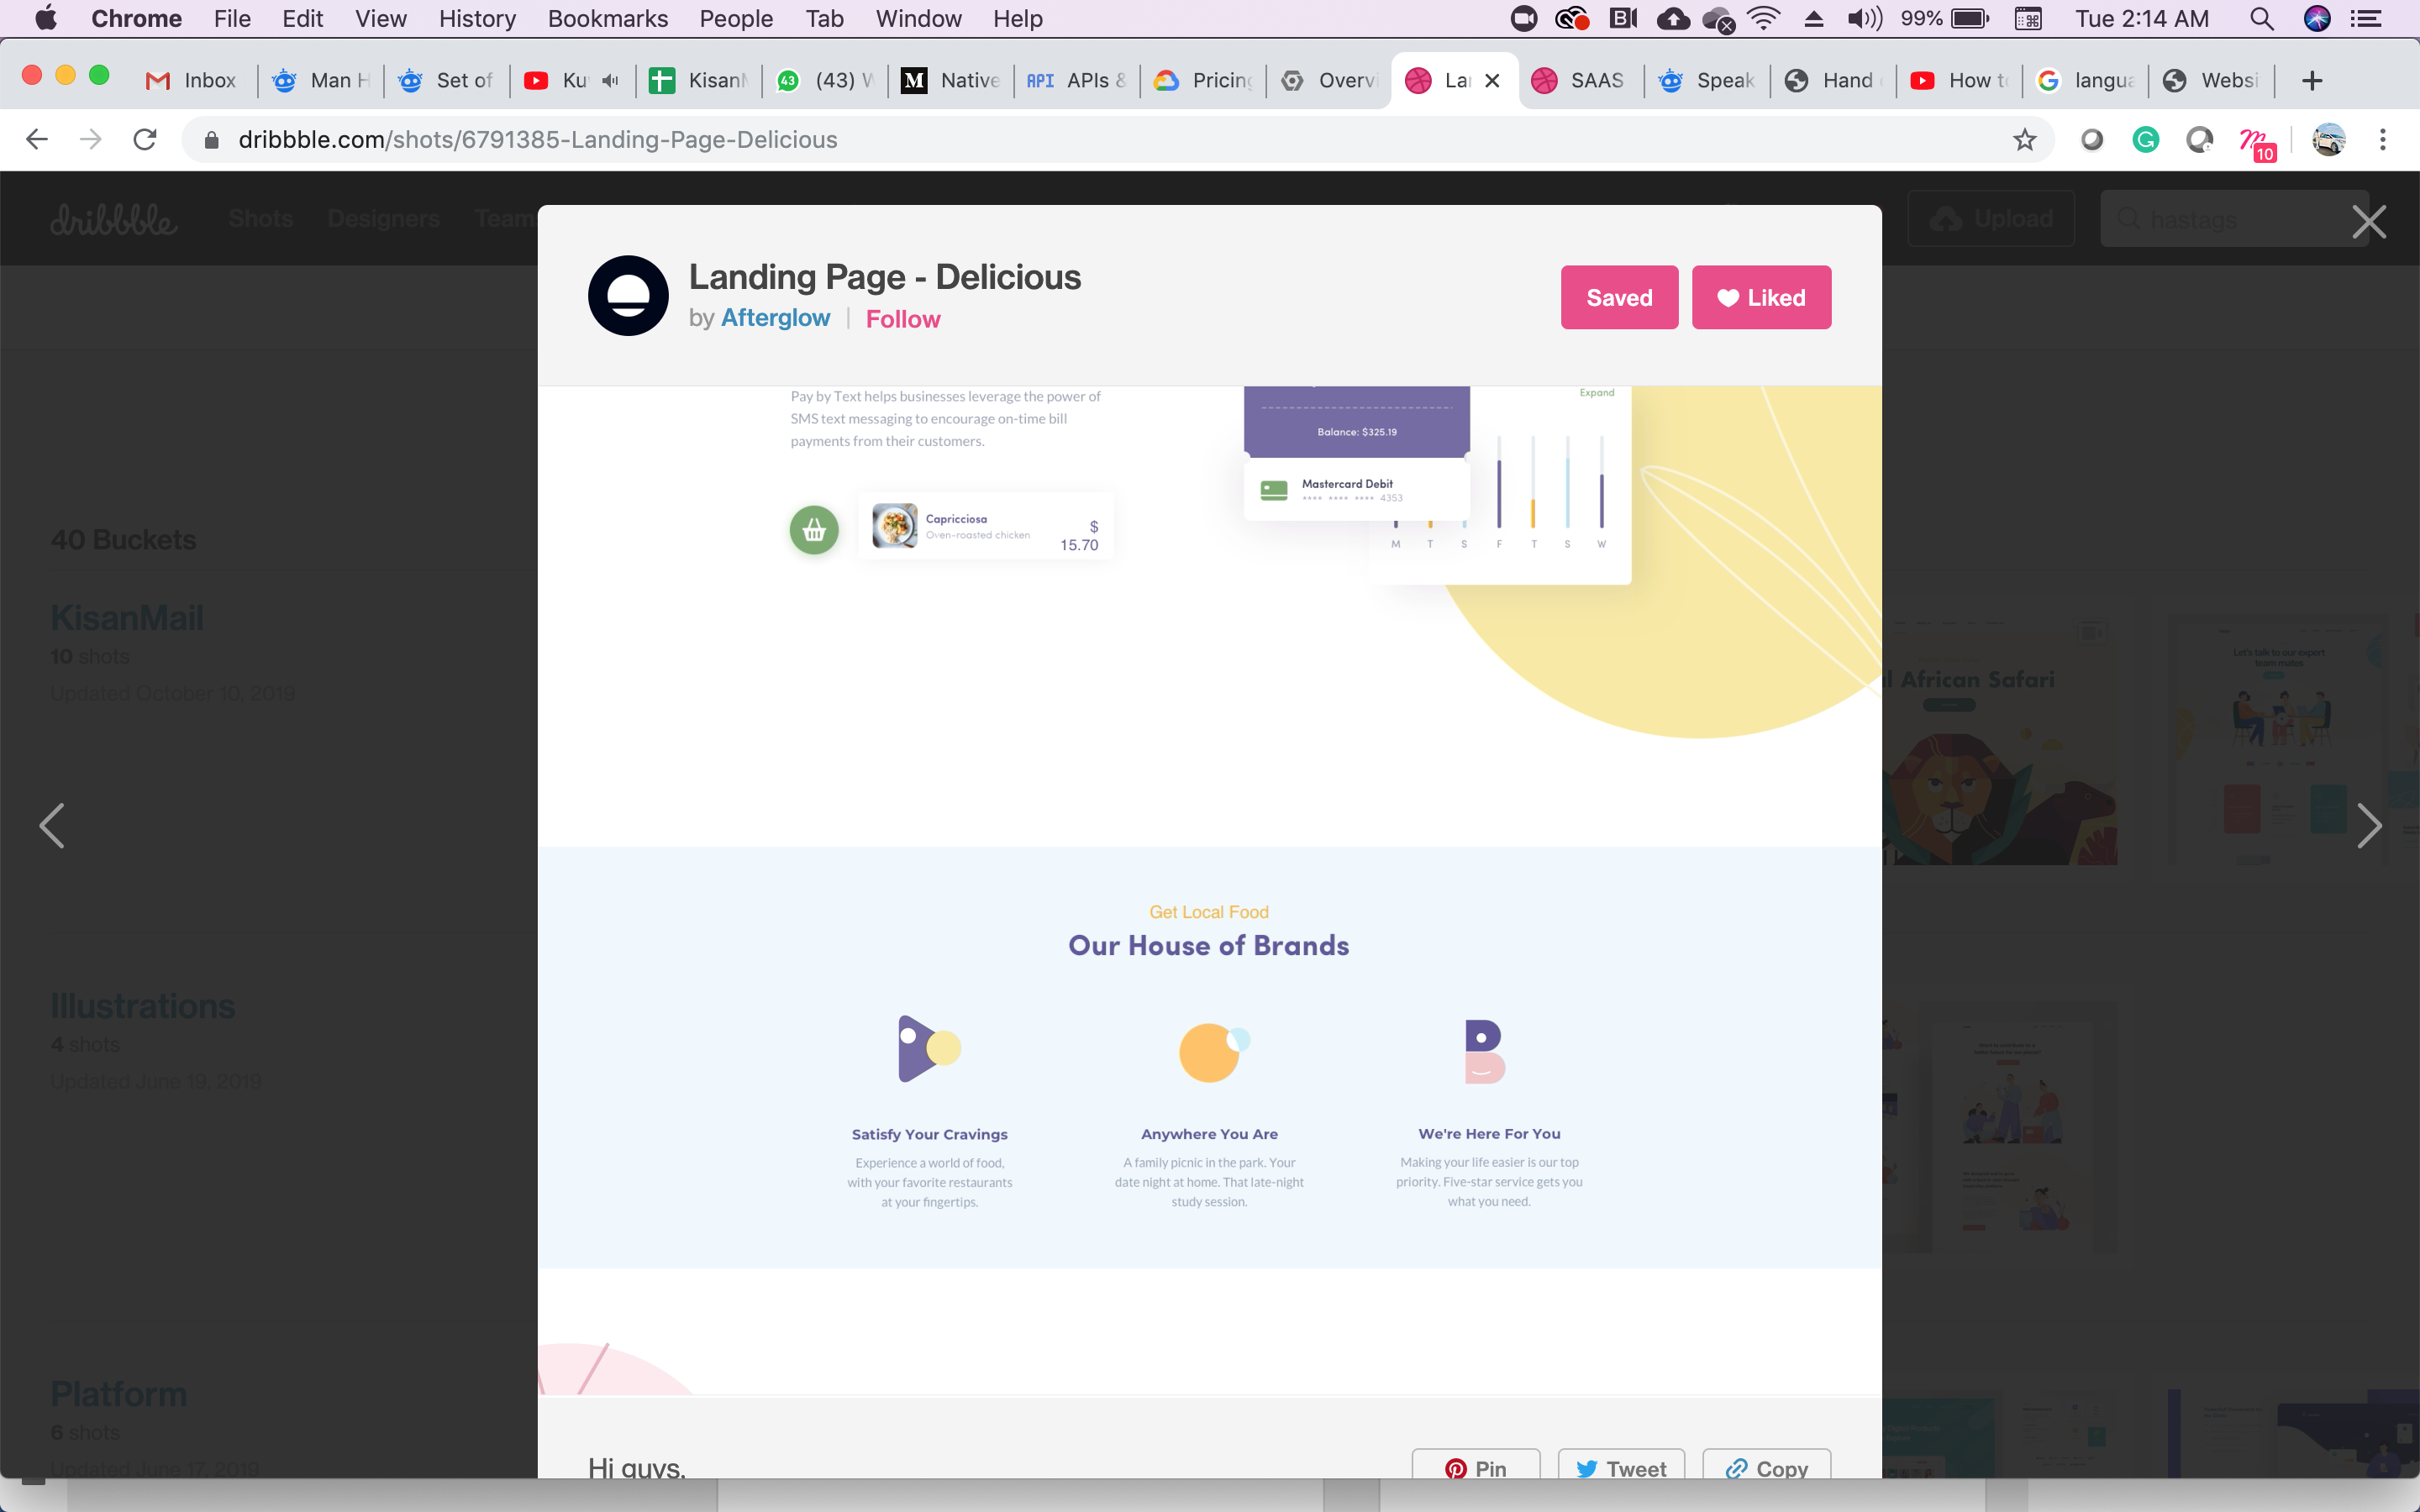 Chrome File Edit View History Bookmarks People Tab Window Help 99% Tue 2:14 AM
Inbox Man H Set of Ku KisanM 43 (43) W M Native API APIs & Pricing Overvi La SAAS Speak Hand How to langua Websi
dribbble.com/shots/6791385-Landing-Page-Delicious
10
dribbble Shots Designers Team Upload hastags
Landing Page - Delicious
by Afterglow | Follow
Saved Liked
Pay by Text helps businesses leverage the power of
SMS text messaging to encourage on-time bill
payments from their customers.
Capricciosa
Oven-roasted chicken
$
15.70
Expand
Balance: $325.19
Mastercard Debit
•••• •••• •••• 4353
M T S F T S W
40 Buckets
KisanMail
10 shots
Updated October 10, 2019
l African Safari
Let's talk to our expert
team mates
Get Local Food
Our House of Brands
Satisfy Your Cravings
Experience a world of food,
with your favorite restaurants
at your fingertips.
Anywhere You Are
A family picnic in the park. Your
date night at home. That late-night
study session.
We're Here For You
Making your life easier is our top
priority. Five-star service gets you
what you need.
Illustrations
4 shots
Updated June 19, 2019
Platform
6 shots
Updated June 17, 2019
Hi guys,
Pin Tweet Copy